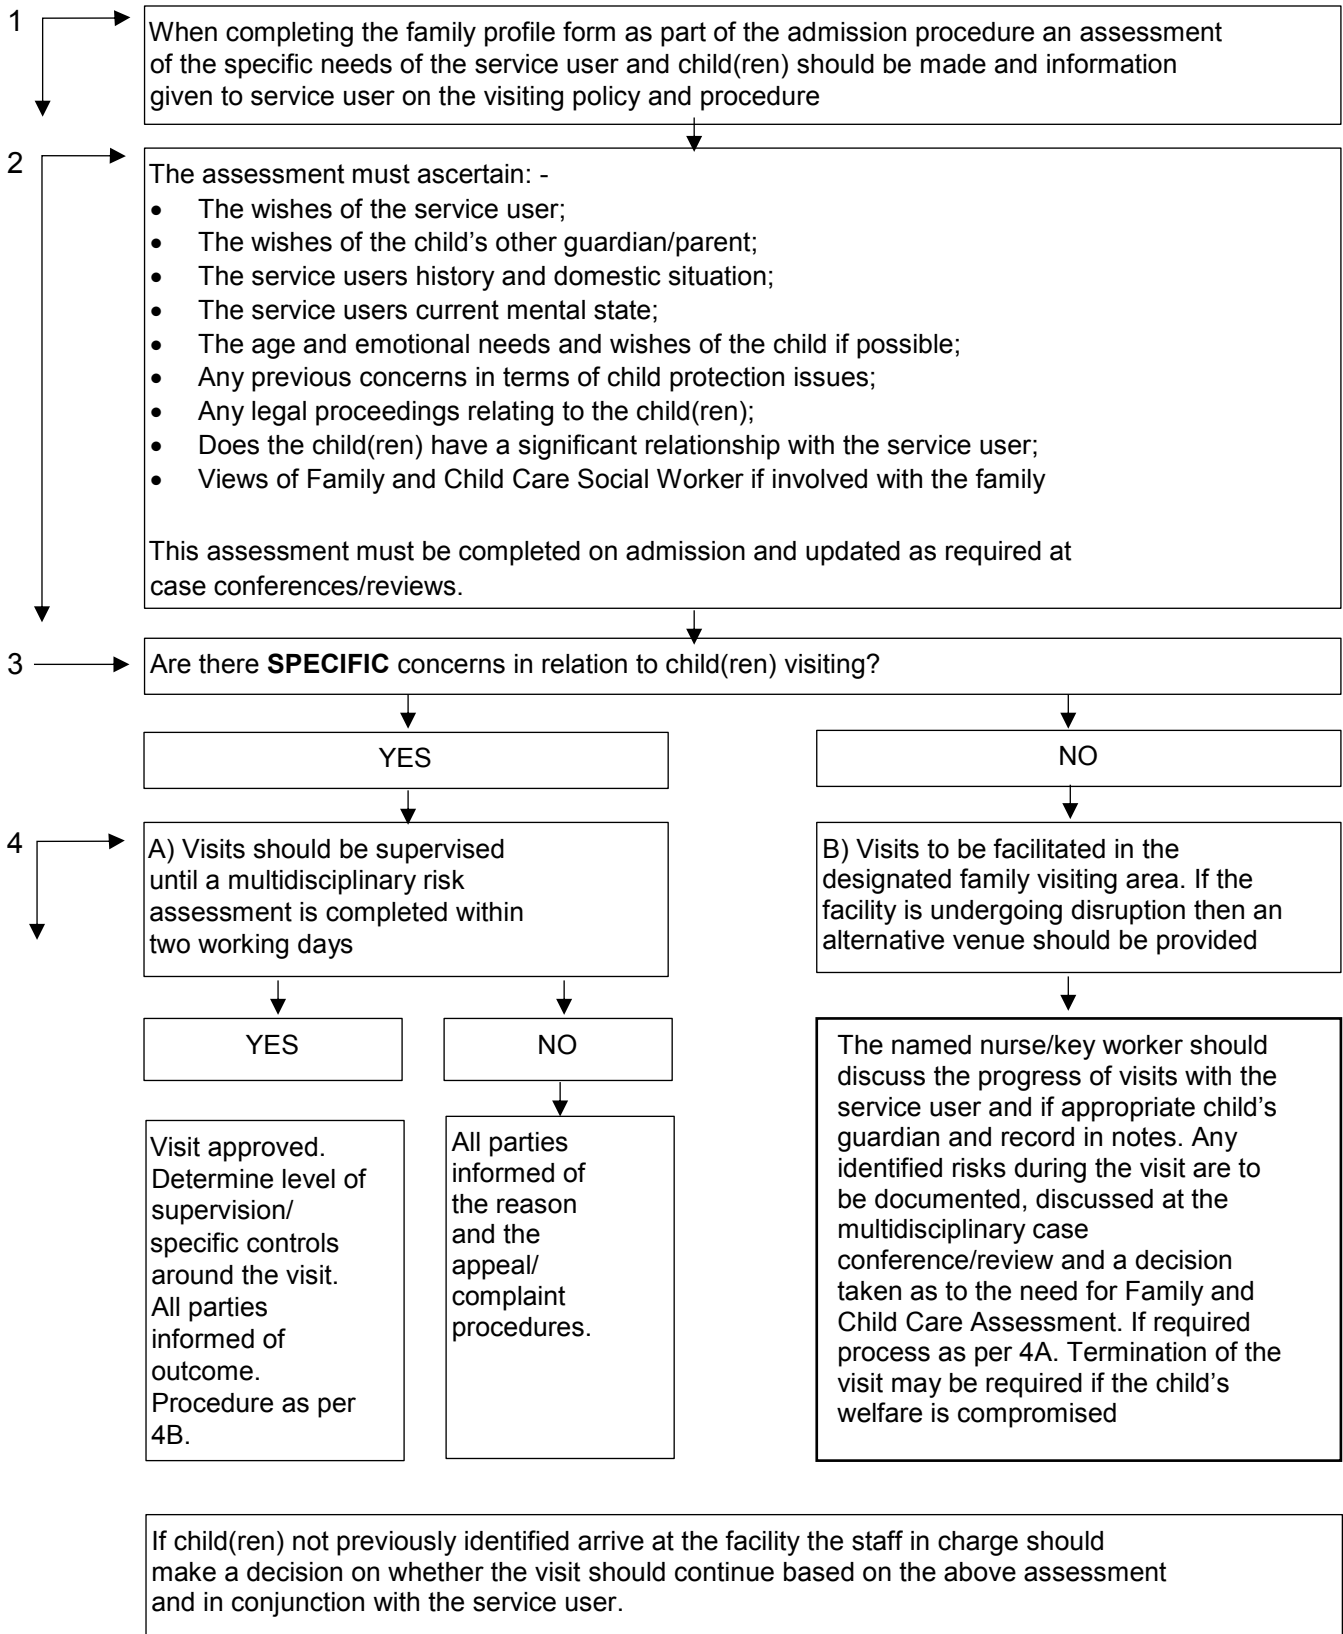 1
When completing the family profile form as part of the admission procedure an assessment
of the specific needs of the service user and child(ren) should be made and information
given to service user on the visiting policy and procedure
2
The assessment must ascertain: -
• The wishes of the service user;
• The wishes of the child’s other guardian/parent;
• The service users history and domestic situation;
• The service users current mental state;
• The age and emotional needs and wishes of the child if possible;
• Any previous concerns in terms of child protection issues;
• Any legal proceedings relating to the child(ren);
• Does the child(ren) have a significant relationship with the service user;
• Views of Family and Child Care Social Worker if involved with the family
This assessment must be completed on admission and updated as required at
case conferences/reviews.
3
Are there SPECIFIC concerns in relation to child(ren) visiting?
YES
NO
4
A) Visits should be supervised
until a multidisciplinary risk
assessment is completed within
two working days
B) Visits to be facilitated in the
designated family visiting area. If the
facility is undergoing disruption then an
alternative venue should be provided
YES
NO
Visit approved.
Determine level of
supervision/
specific controls
around the visit.
All parties
informed of
outcome.
Procedure as per
4B.
All parties
informed of
the reason
and the
appeal/
complaint
procedures.
The named nurse/key worker should
discuss the progress of visits with the
service user and if appropriate child’s
guardian and record in notes. Any
identified risks during the visit are to
be documented, discussed at the
multidisciplinary case
conference/review and a decision
taken as to the need for Family and
Child Care Assessment. If required
process as per 4A. Termination of the
visit may be required if the child’s
welfare is compromised
If child(ren) not previously identified arrive at the facility the staff in charge should
make a decision on whether the visit should continue based on the above assessment
and in conjunction with the service user.